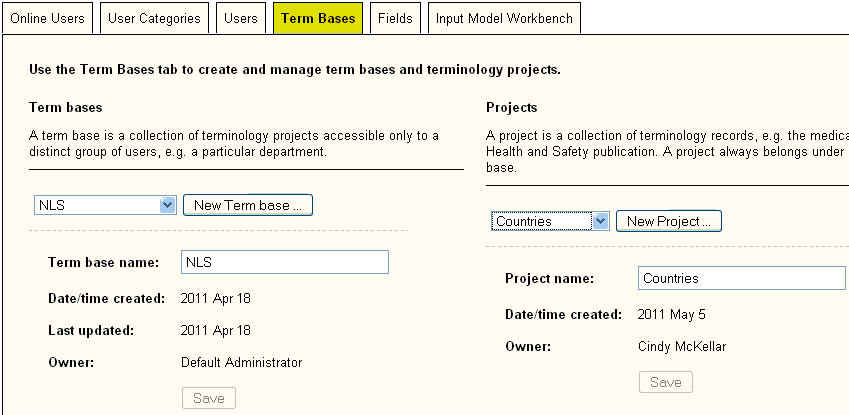 Online Users
User Categories
Users
Term Bases
Fields
Input Model Workbench
Use the Term Bases tab to create and manage term bases and terminology projects.
Term bases
A term base is a collection of terminology projects accessible only to a
distinct group of users, e.g. a particular department.
NLS
New Term base ...
Term base name:
NLS
Date/time created:
2011 Apr 18
Last updated:
2011 Apr 18
Owner:
Default Administrator
Save
Projects
A project is a collection of terminology records, e.g. the medica
Health and Safety publication. A project always belongs under
base.
Countries
New Project ...
Project name:
Countries
Date/time created:
2011 May 5
Owner:
Cindy McKellar
Save